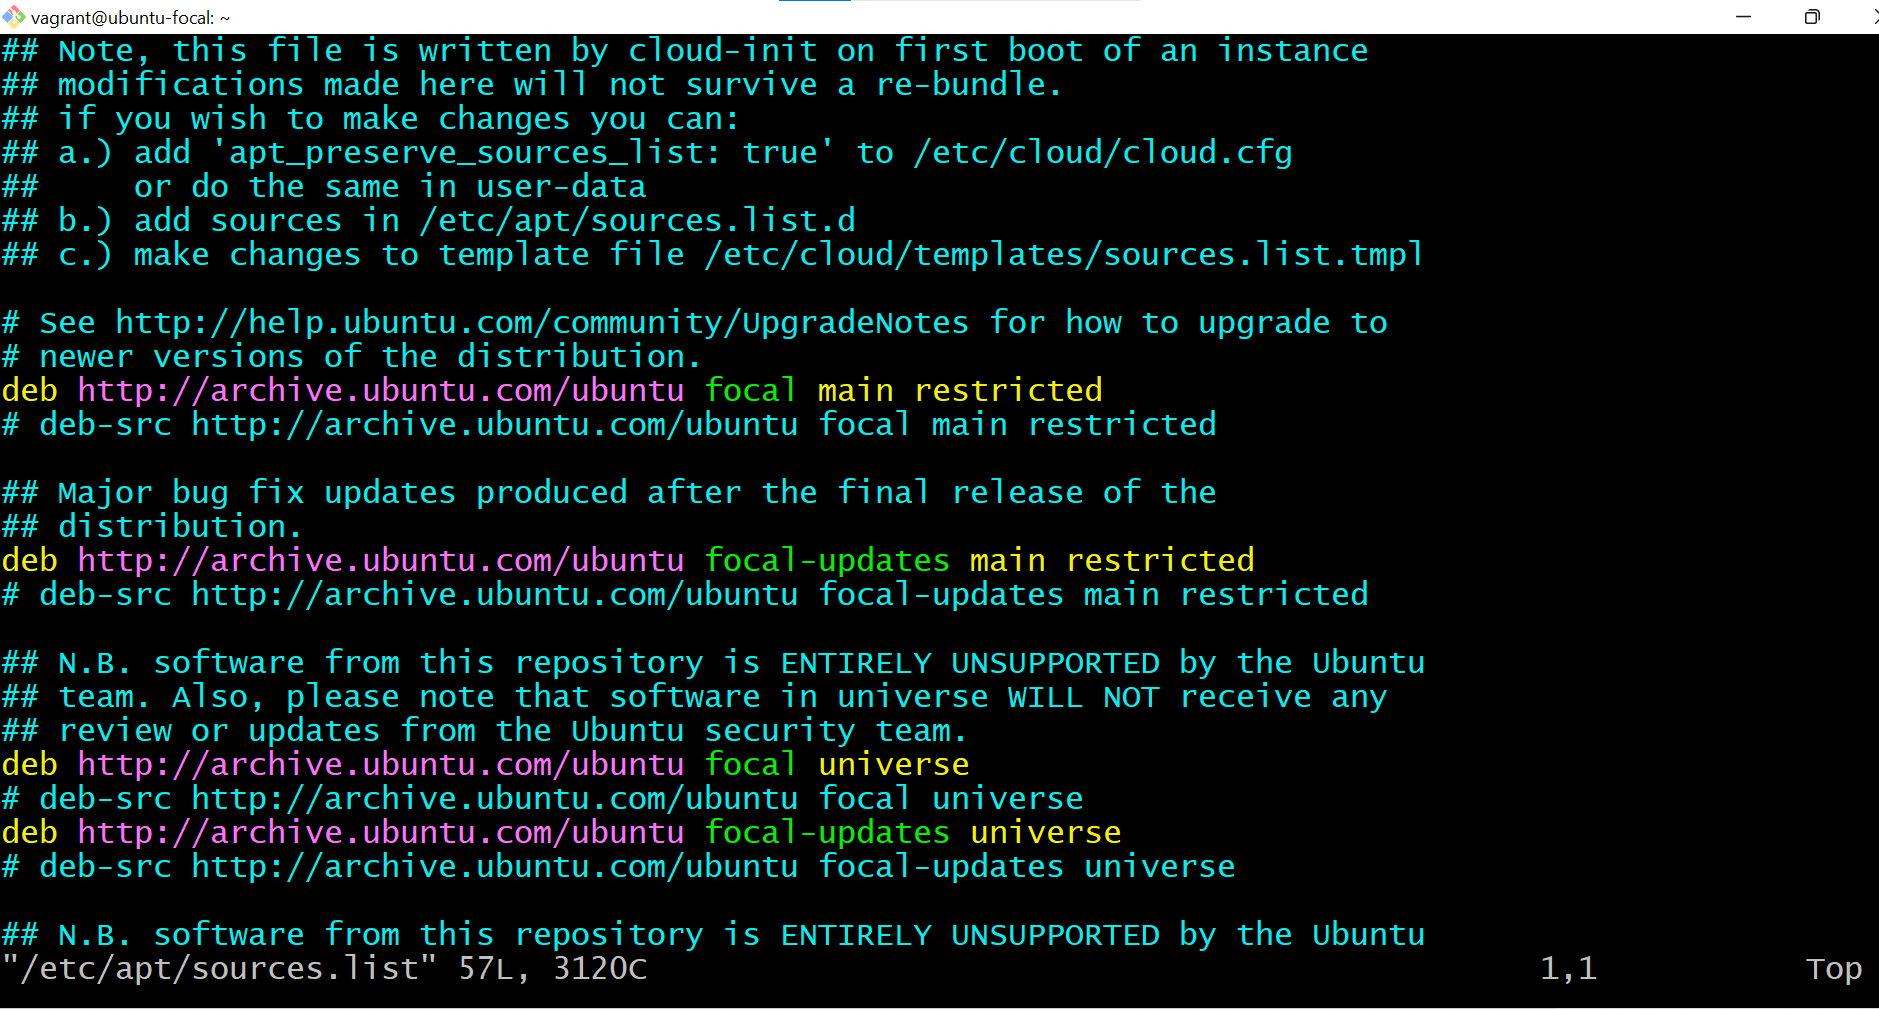 vagrant@ubuntu-focal: ~
## Note, this file is written by cloud-init on first boot of an instance
## modifications made here will not survive a re-bundle.
## if you wish to make changes you can:
## a.) add 'apt_preserve_sources_list: true' to /etc/cloud/cloud.cfg
##     or do the same in user-data
## b.) add sources in /etc/apt/sources.list.d
## c.) make changes to template file /etc/cloud/templates/sources.list.tmpl

# See http://help.ubuntu.com/community/UpgradeNotes for how to upgrade to
# newer versions of the distribution.
deb http://archive.ubuntu.com/ubuntu focal main restricted
# deb-src http://archive.ubuntu.com/ubuntu focal main restricted

## Major bug fix updates produced after the final release of the
## distribution.
deb http://archive.ubuntu.com/ubuntu focal-updates main restricted
# deb-src http://archive.ubuntu.com/ubuntu focal-updates main restricted

## N.B. software from this repository is ENTIRELY UNSUPPORTED by the Ubuntu
## team. Also, please note that software in universe WILL NOT receive any
## review or updates from the Ubuntu security team.
deb http://archive.ubuntu.com/ubuntu focal universe
# deb-src http://archive.ubuntu.com/ubuntu focal universe
deb http://archive.ubuntu.com/ubuntu focal-updates universe
# deb-src http://archive.ubuntu.com/ubuntu focal-updates universe

## N.B. software from this repository is ENTIRELY UNSUPPORTED by the Ubuntu
"/etc/apt/sources.list" 57L, 3120C 1,1 Top